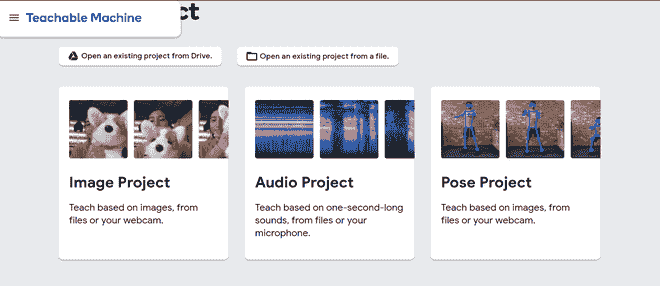 Teachable Machine
Open an existing project from Drive.
Open an existing project from a file.
Image Project
Teach based on images, from
files or your webcam.
Audio Project
Teach based on one-second-long
sounds, from files or your
microphone.
Pose Project
Teach based on images, from
files or your webcam.